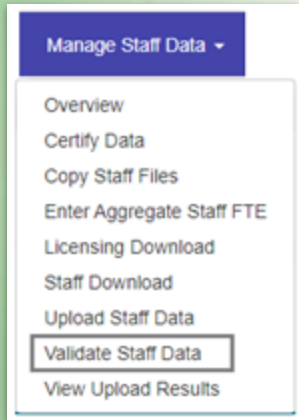 Manage Staff Data
Overview
Certify Data
Copy Staff Files
Enter Aggregate Staff FTE
Licensing Download
Staff Download
Upload Staff Data
Validate Staff Data
View Upload Results